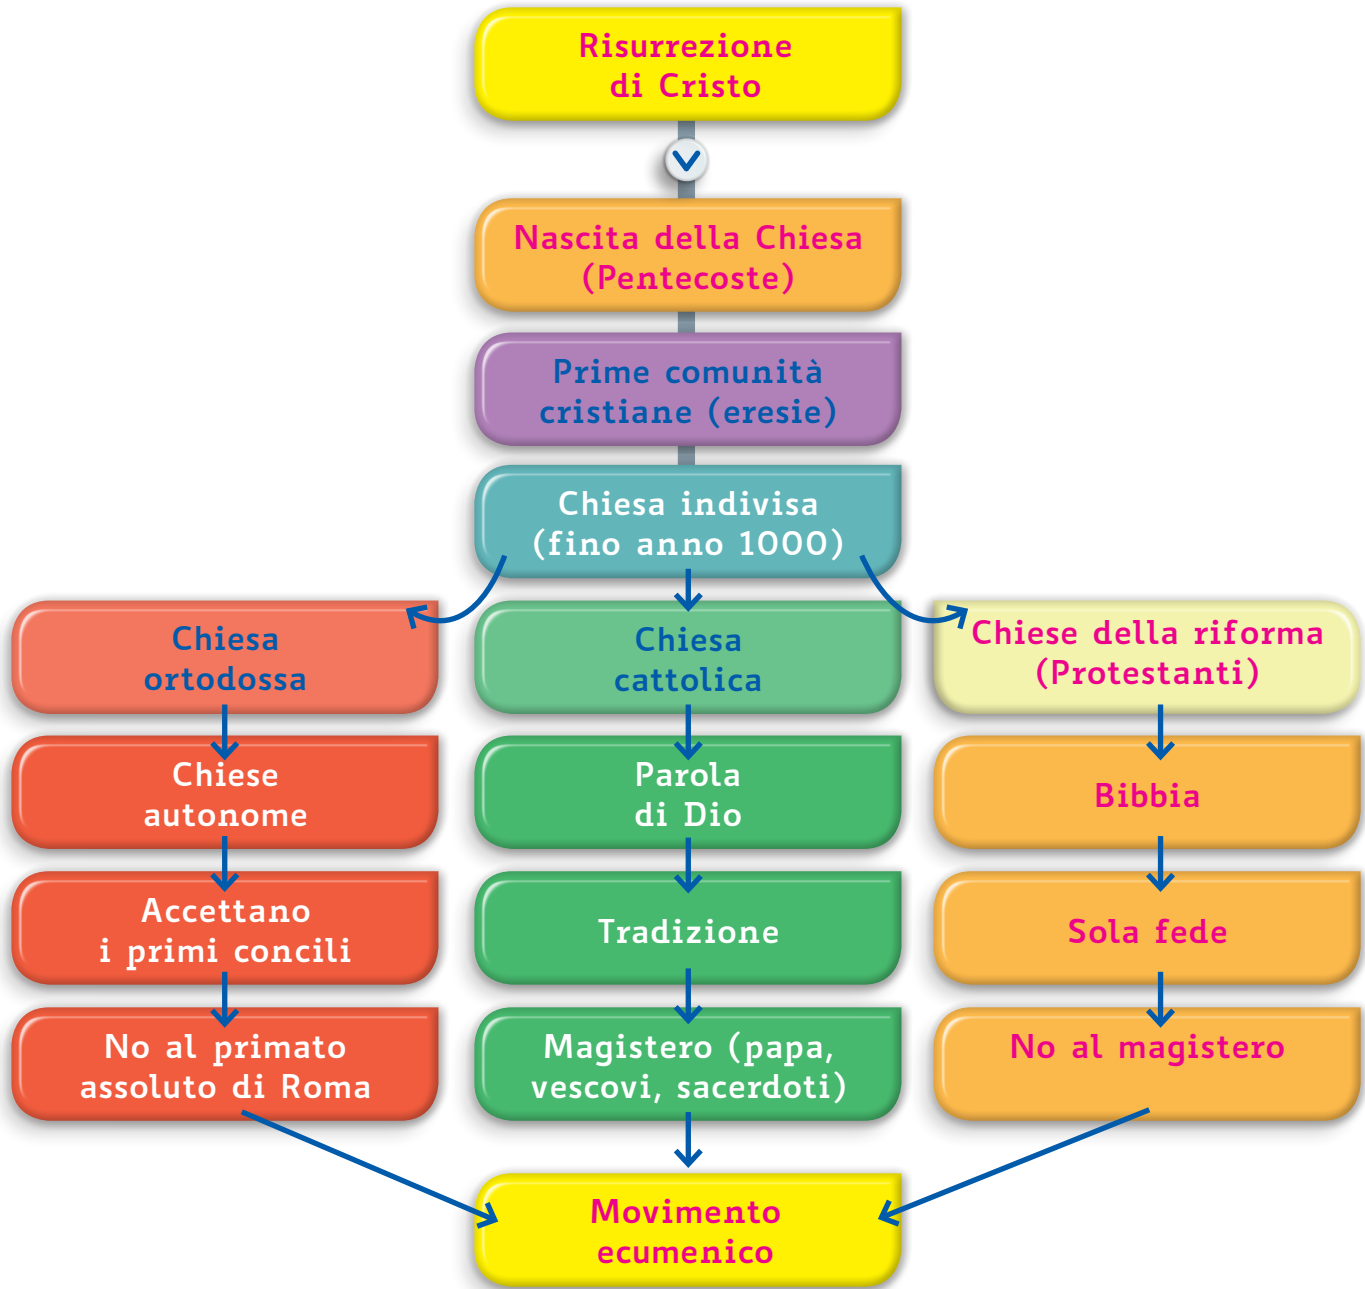 Risurrezione
di Cristo
Nascita della Chiesa
(Pentecoste)
Prime comunità
cristiane (eresie)
Chiesa indivisa
(fino anno 1000)
Chiesa
ortodossa
Chiese
autonome
Accettano
i primi concili
No al primato
assoluto di Roma
Chiesa
cattolica
Parola
di Dio
Tradizione
Magistero (papa,
vescovi, sacerdoti)
Chiese della riforma
(Protestanti)
Bibbia
Sola fede
No al magistero
Movimento
ecumenico